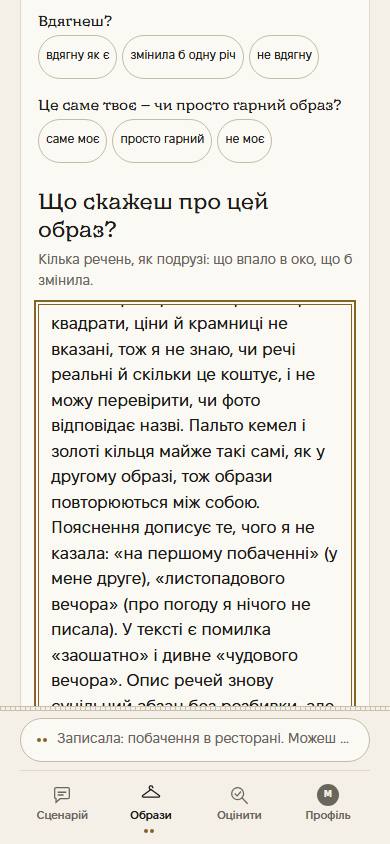 Вдягнеш?
вдягну як є
змінила б одну річ
не вдягну
Це саме твоє – чи просто гарний образ?
саме моє
просто гарний
не моє
Що скажеш про цей
образ?
Кілька речень, як подрузі: що впало в око, що б
змінила.
квадрати, ціни й крамниці не
вказані, тож я не знаю, чи речі
реальні й скільки це коштує, і не
можу перевірити, чи фото
відповідає назві. Пальто кемел і
золоті кільця майже такі самі, як у
другому образі, тож образи
повторюються між собою.
Пояснення дописує те, чого я не
казала: «на першому побаченні» (у
мене друге), «листопадового
вечора» (про погоду я нічого не
писала). У тексті є помилка
«заошатно» і дивне «чудового
вечора». Опис речей знову
суцільний абзац без розбивки, але
Записала: побачення в ресторані. Можеш ...
Сценарій
Образи
Оцінити
М
Профіль